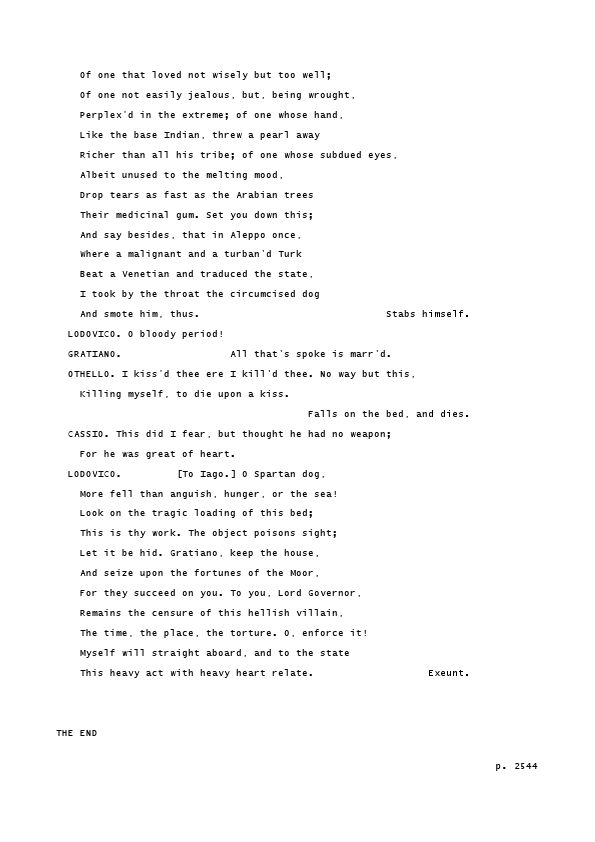 Of one that loved not wisely but too well;
Of one not easily jealous, but, being wrought,
Perplex'd in the extreme; of one whose hand,
Like the base Indian, threw a pearl away
Richer than all his tribe; of one whose subdued eyes,
Albeit unused to the melting mood,
Drop tears as fast as the Arabian trees
Their medicinal gum. Set you down this;
And say besides, that in Aleppo once,
Where a malignant and a turban'd Turk
Beat a Venetian and traduced the state,
I took by the throat the circumcised dog
And smote him, thus. Stabs himself.
LODOVICO. O bloody period!
GRATIANO. All that's spoke is marr'd.
OTHELLO. I kiss'd thee ere I kill'd thee. No way but this,
Killing myself, to die upon a kiss.
Falls on the bed, and dies.
CASSIO. This did I fear, but thought he had no weapon;
For he was great of heart.
LODOVICO. [To Iago.] O Spartan dog,
More fell than anguish, hunger, or the sea!
Look on the tragic loading of this bed;
This is thy work. The object poisons sight;
Let it be hid. Gratiano, keep the house,
And seize upon the fortunes of the Moor,
For they succeed on you. To you, Lord Governor,
Remains the censure of this hellish villain,
The time, the place, the torture. O, enforce it!
Myself will straight aboard, and to the state
This heavy act with heavy heart relate. Exeunt.
THE END
p. 2544